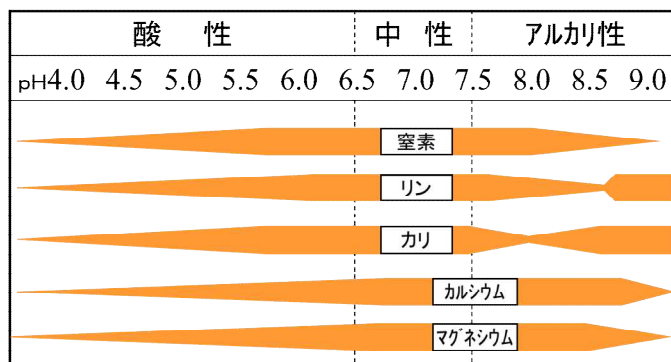 酸 性 中 性 アルカリ性
pH4.0 4.5 5.0 5.5 6.0 6.5 7.0 7.5 8.0 8.5 9.0
窒素
リン
カリ
カルシウム
マグネシウム